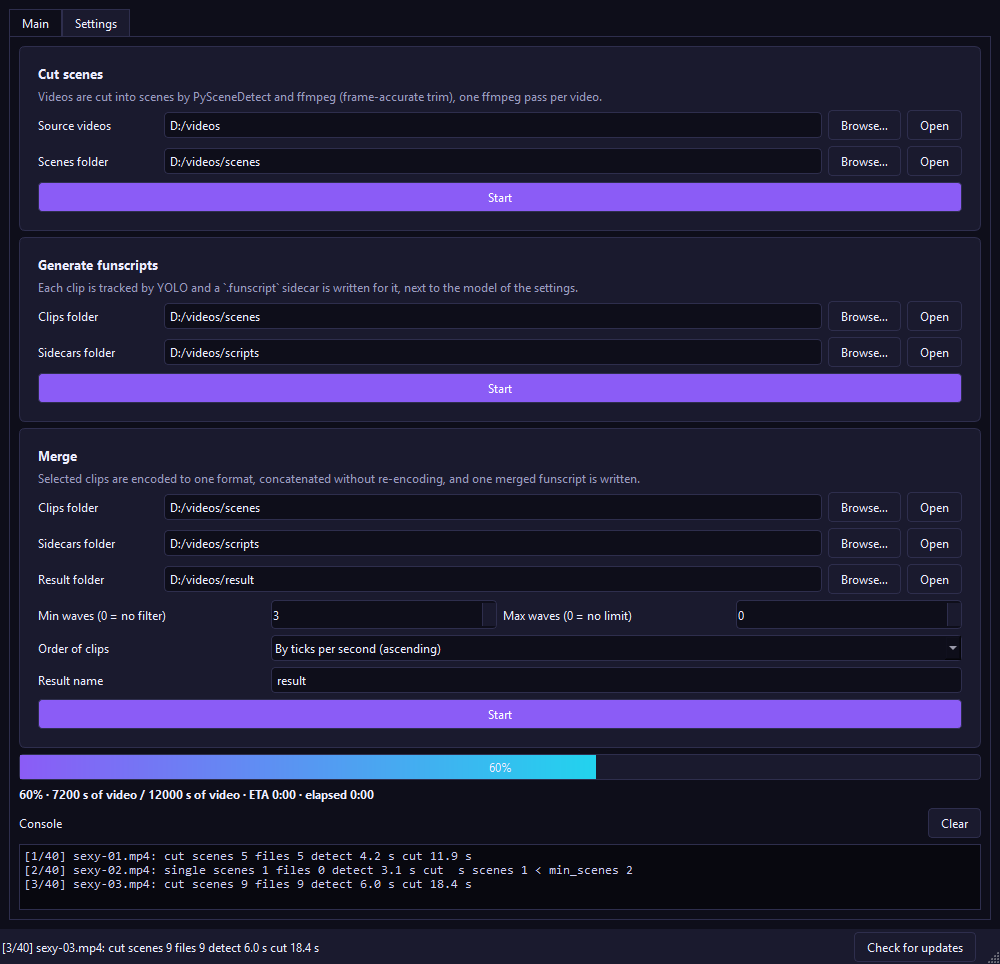 Main Settings
Cut scenes
Videos are cut into scenes by PySceneDetect and ffmpeg (frame-accurate trim), one ffmpeg pass per video.
Source videos D:/videos Browse... Open
Scenes folder D:/videos/scenes Browse... Open
Start
Generate funscripts
Each clip is tracked by YOLO and a `.funscript` sidecar is written for it, next to the model of the settings.
Clips folder D:/videos/scenes Browse... Open
Sidecars folder D:/videos/scripts Browse... Open
Start
Merge
Selected clips are encoded to one format, concatenated without re-encoding, and one merged funscript is written.
Clips folder D:/videos/scenes Browse... Open
Sidecars folder D:/videos/scripts Browse... Open
Result folder D:/videos/result Browse... Open
Min waves (0 = no filter) 3 Max waves (0 = no limit) 0
Order of clips By ticks per second (ascending)
Result name result
Start
60%
60% · 7200 s of video / 12000 s of video · ETA 0:00 · elapsed 0:00
Console Clear
[1/40] sexy-01.mp4: cut scenes 5 files 5 detect 4.2 s cut 11.9 s
[2/40] sexy-02.mp4: single scenes 1 files 0 detect 3.1 s cut  s scenes 1 < min_scenes 2
[3/40] sexy-03.mp4: cut scenes 9 files 9 detect 6.0 s cut 18.4 s
[3/40] sexy-03.mp4: cut scenes 9 files 9 detect 6.0 s cut 18.4 s Check for updates